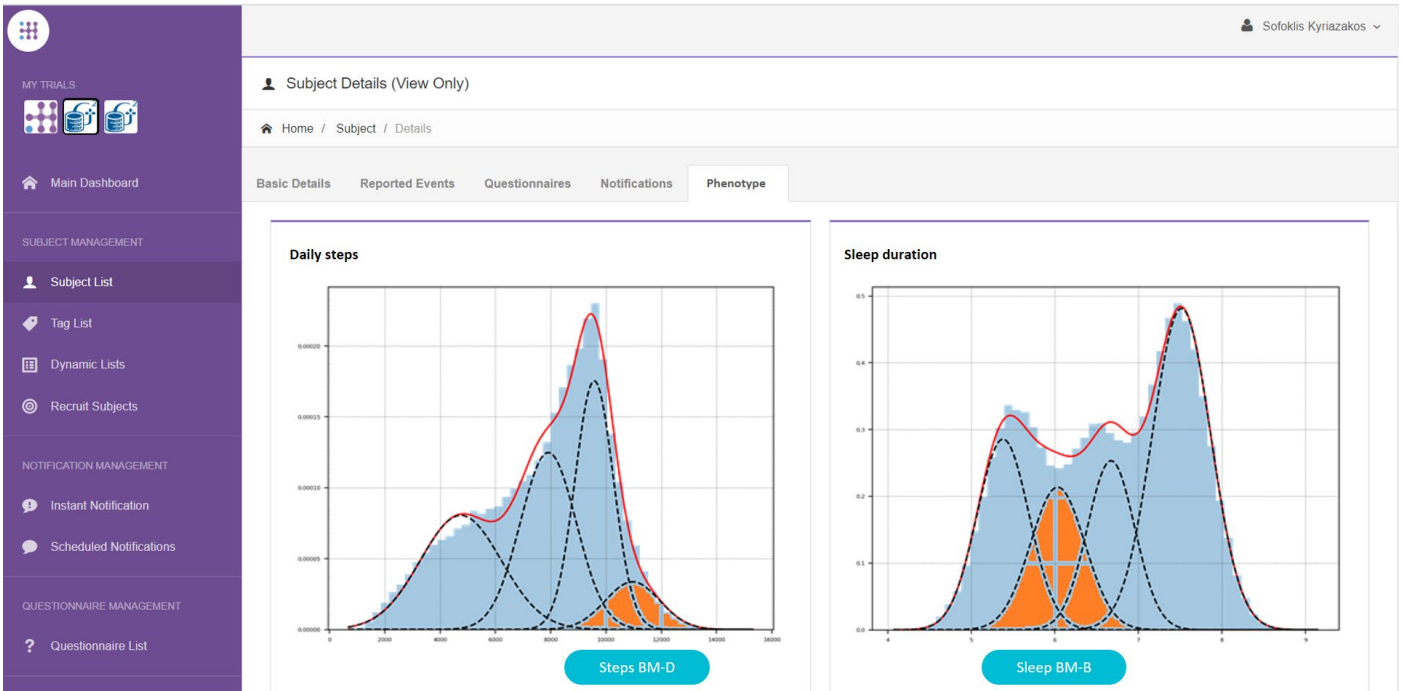 Sofoklis Kyriazakos
MY TRIALS
Subject Details (View Only)
Home / Subject / Details
Main Dashboard
Basic Details Reported Events Questionnaires Notifications Phenotype
SUBJECT MANAGEMENT
Subject List
Tag List
Dynamic Lists
Recruit Subjects
NOTIFICATION MANAGEMENT
Instant Notification
Scheduled Notifications
QUESTIONNAIRE MANAGEMENT
Questionnaire List
Daily steps
0.00020
0.00015
0.00010
0.00005
0.00000
0 2000 4000 6000 8000 10000 12000 14000 16000
Steps BM-D
Sleep duration
0.5
0.4
0.3
0.2
0.1
0.0
4 5 6 7 8 9
Sleep BM-B